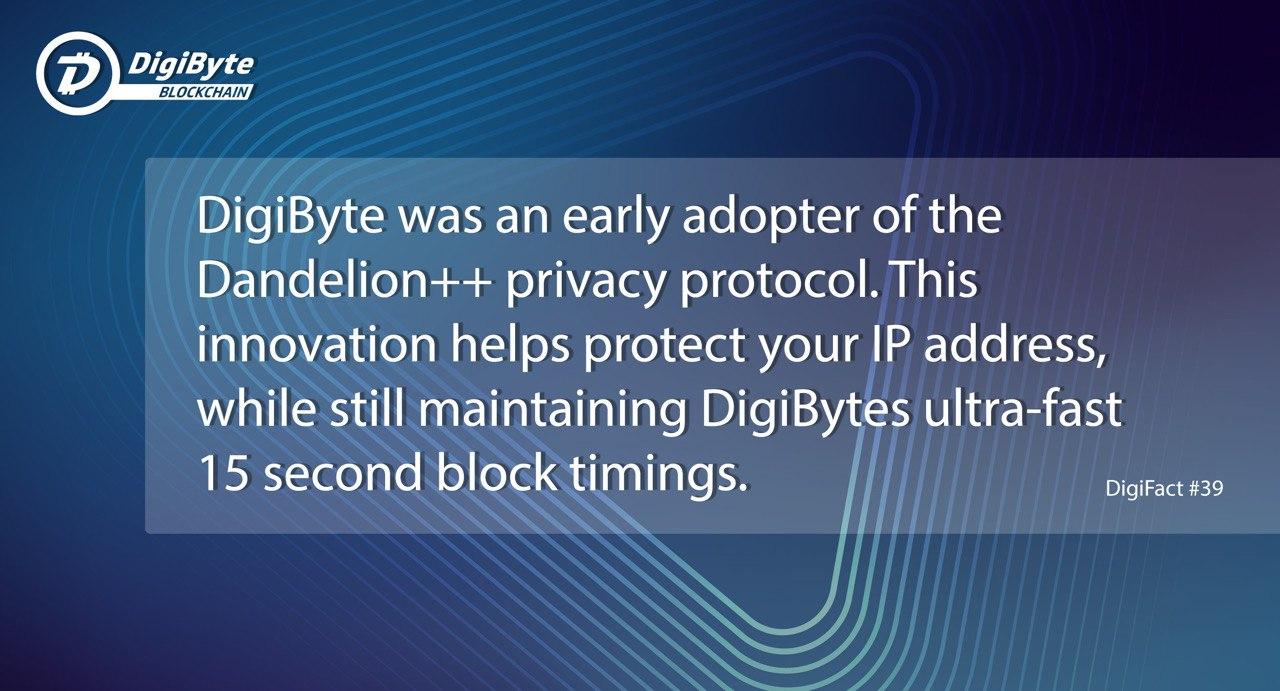 DigiByte
BLOCKCHAIN
DigiByte was an early adopter of the
Dandelion++ privacy protocol. This
innovation helps protect your IP address,
while still maintaining DigiBytes ultra-fast
15 second block timings.
DigiFact #39